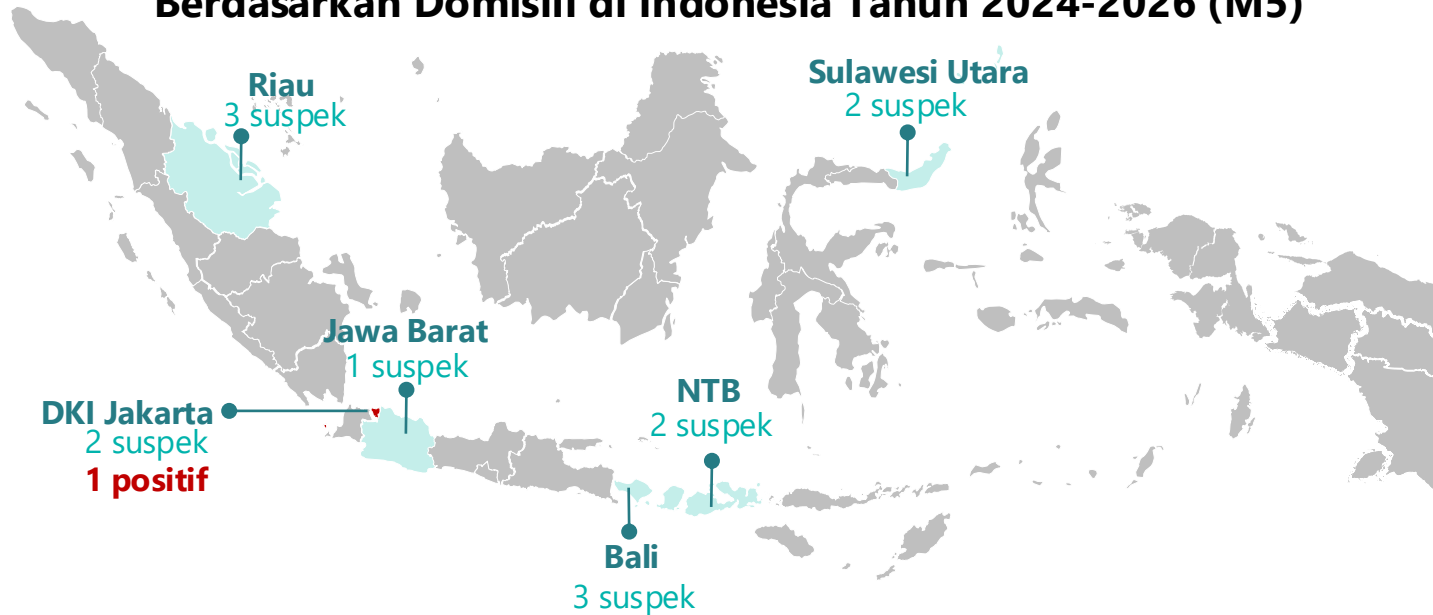 Berdasarkan Domisili di Indonesia Tahun 2024-2026 (M5)
Riau
3 suspek
Sulawesi Utara
2 suspek
Jawa Barat
1 suspek
DKI Jakarta
2 suspek
1 positif
NTB
2 suspek
Bali
3 suspek